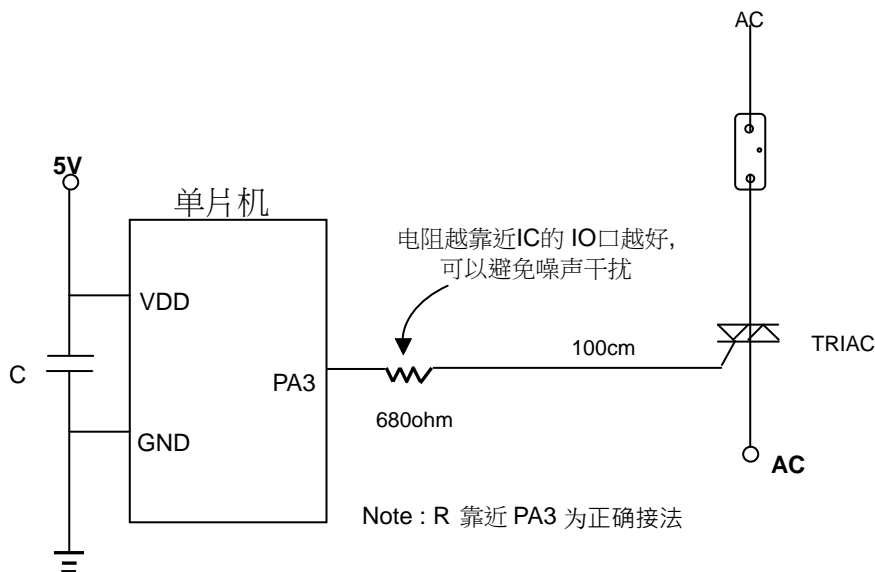 AC
5V
单片机
电阻越靠近IC的 IO口越好,
可以避免噪声干扰
VDD
100cm
TRIAC
C
PA3
680ohm
GND
AC
Note : R 靠近 PA3 为正确接法